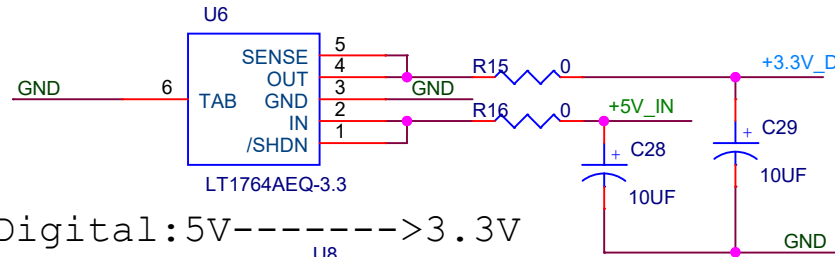 U6
SENSE 5
OUT 4 R15 0 +3.3V_D
GND 6 TAB GND 3 GND
IN 2 R16 0 +5V_IN
/SHDN 1
+ C28
10UF
+ C29
10UF
LT1764AEQ-3.3
Digital:5V------->3.3V
GND
U8